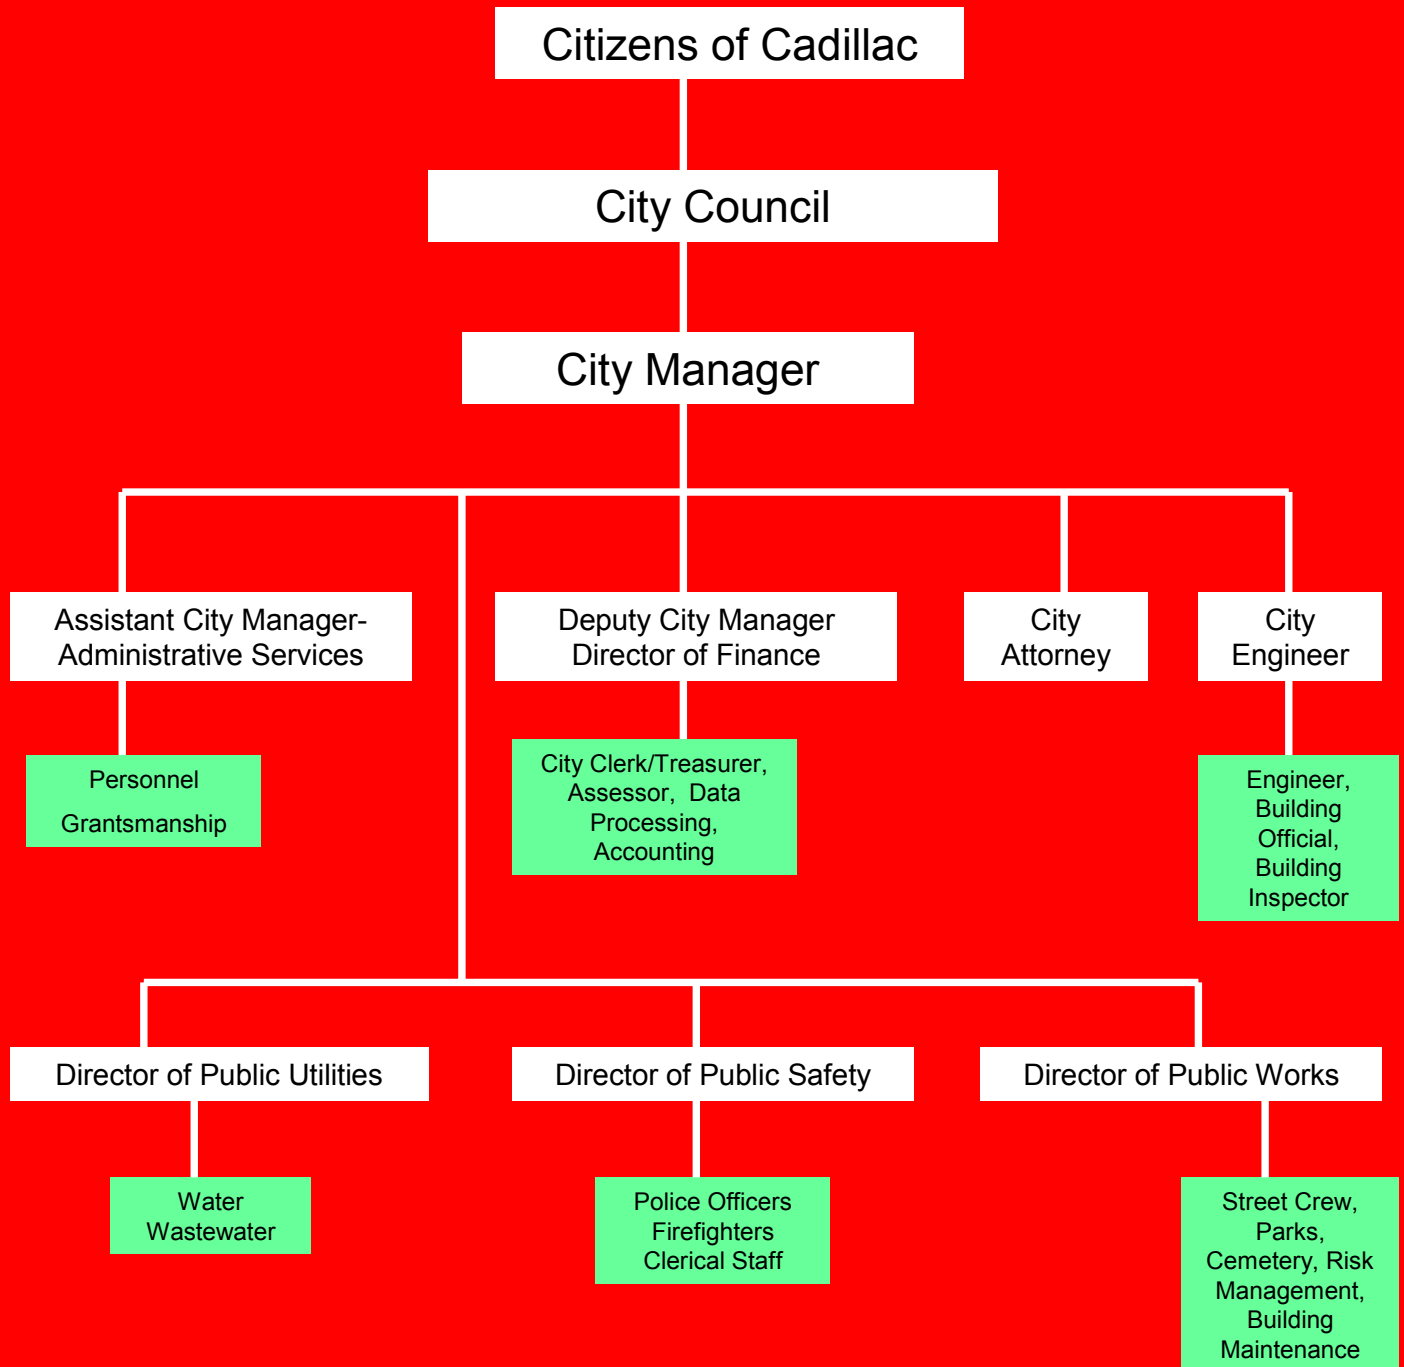 Citizens of Cadillac
City Council
City Manager
Assistant City Manager-
Administrative Services
Deputy City Manager
Director of Finance
City
Attorney
City
Engineer
Personnel
Grantsmanship
City Clerk/Treasurer,
Assessor, Data
Processing,
Accounting
Engineer,
Building
Official,
Building
Inspector
Director of Public Utilities
Director of Public Safety
Director of Public Works
Water
Wastewater
Police Officers
Firefighters
Clerical Staff
Street Crew,
Parks,
Cemetery, Risk
Management,
Building
Maintenance